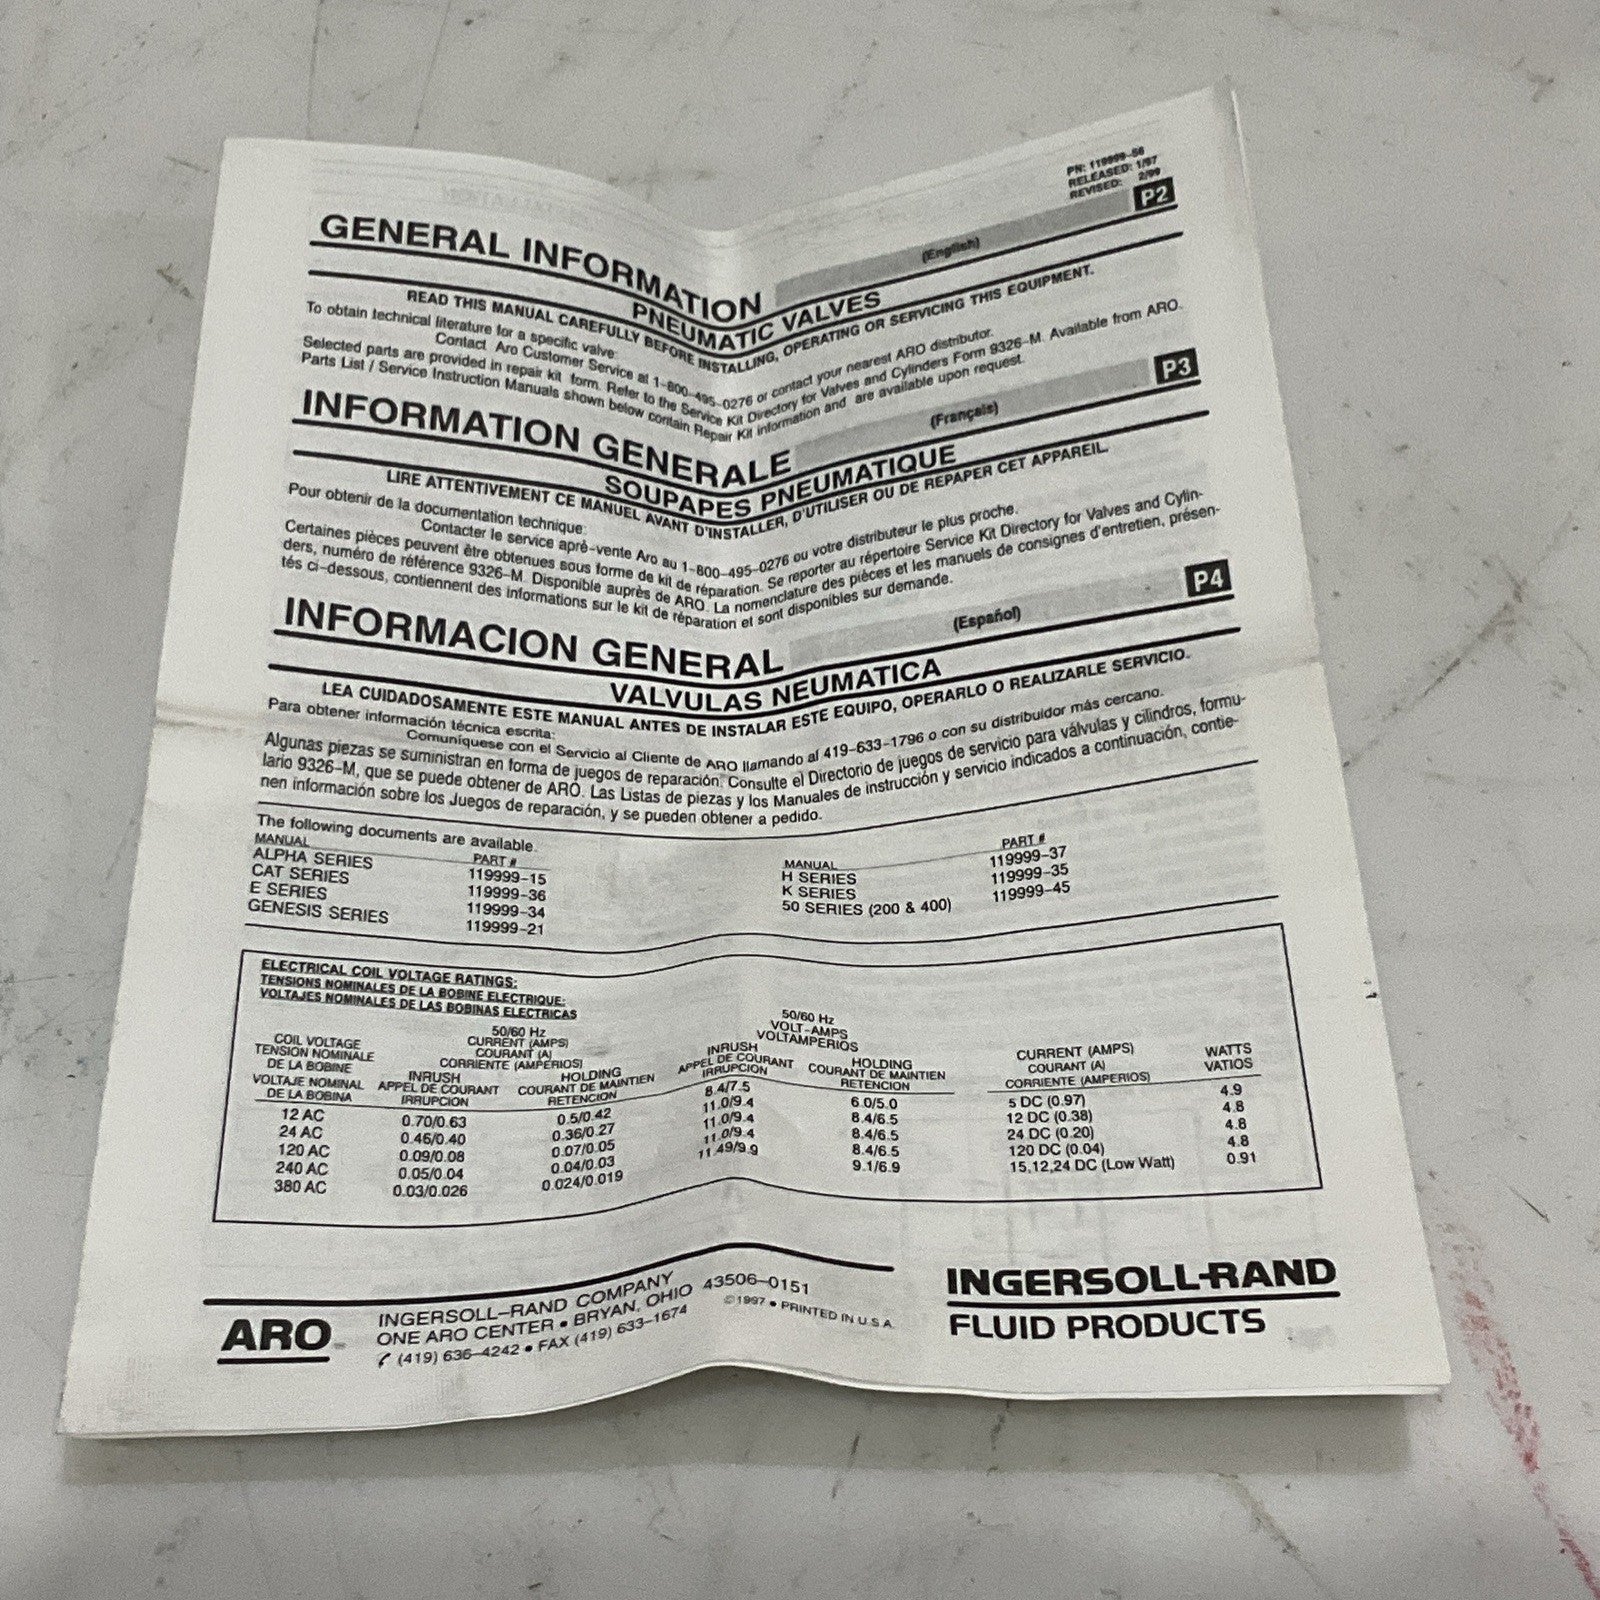 PN: 119999-56
RELEASED: 1/97
REVISED: 2/99
GENERAL INFORMATION (English) P2
PNEUMATIC VALVES
READ THIS MANUAL CAREFULLY BEFORE INSTALLING, OPERATING OR SERVICING THIS EQUIPMENT.
To obtain technical literature for a specific valve:
Contact Aro Customer Service at 1-800-495-0276 or contact your nearest ARO distributor.
Selected parts are provided in repair kit form. Refer to the Service Kit Directory for Valves and Cylinders Form 9326-M. Available from ARO.
Parts List / Service Instruction Manuals shown below contain Repair Kit information and are available upon request.
INFORMATION GENERALE (Français) P3
SOUPAPES PNEUMATIQUE
LIRE ATTENTIVEMENT CE MANUEL AVANT D'INSTALLER, D'UTILISER OU DE REPAPER CET APPAREIL.
Pour obtenir de la documentation technique:
Contacter le service aprè-vente Aro au 1-800-495-0276 ou votre distributeur le plus proche.
Certaines pièces peuvent être obtenues sous forme de kit de réparation. Se reporter au répertoire Service Kit Directory for Valves and Cylin-
ders, numéro de référence 9326-M. Disponible auprès de ARO. La nomenclature des pièces et les manuels de consignes d'entretien, présen-
tés ci-dessous, contiennent des informations sur le kit de réparation et sont disponibles sur demande.
INFORMACION GENERAL (Español) P4
VALVULAS NEUMATICA
LEA CUIDADOSAMENTE ESTE MANUAL ANTES DE INSTALAR ESTE EQUIPO, OPERARLO O REALIZARLE SERVICIO.
Para obtener información técnica escrita:
Comuníquese con el Servicio al Cliente de ARO llamando al 419-633-1796 o con su distribuidor más cercano.
Algunas piezas se suministran en forma de juegos de reparación. Consulte el Directorio de juegos de servicio para válvulas y cilindros, formu-
lario 9326-M, que se puede obtener de ARO. Las Listas de piezas y los Manuales de instrucción y servicio indicados a continuación, contie-
nen información sobre los Juegos de reparación, y se pueden obtener a pedido.
The following documents are available.
MANUAL PART # MANUAL PART #
ALPHA SERIES 119999-15 H SERIES 119999-37
CAT SERIES 119999-36 K SERIES 119999-35
E SERIES 119999-34 50 SERIES (200 & 400) 119999-45
GENESIS SERIES 119999-21
ELECTRICAL COIL VOLTAGE RATINGS:
TENSIONS NOMINALES DE LA BOBINE ELECTRIQUE:
VOLTAJES NOMINALES DE LAS BOBINAS ELECTRICAS
50/60 Hz 50/60 Hz
CURRENT (AMPS) VOLT-AMPS
COURANT (A) VOLTAMPERIOS
CORRIENTE (AMPERIOS)
COIL VOLTAGE INRUSH HOLDING INRUSH HOLDING CURRENT (AMPS) WATTS
TENSION NOMINALE DE LA BOBINE APPEL DE COURANT COURANT DE MAINTIEN APPEL DE COURANT COURANT DE MAINTIEN COURANT (A) VATIOS
VOLTAJE NOMINAL DE LA BOBINA IRRUPCION RETENCION IRRUPCION RETENCION CORRIENTE (AMPERIOS)
12 AC 0.70/0.63 0.5/0.42 8.4/7.5 6.0/5.0 5 DC (0.97) 4.9
24 AC 0.46/0.40 0.36/0.27 11.0/9.4 8.4/6.5 12 DC (0.38) 4.8
120 AC 0.09/0.08 0.07/0.05 11.0/9.4 8.4/6.5 24 DC (0.20) 4.8
240 AC 0.05/0.04 0.04/0.03 11.0/9.4 8.4/6.5 120 DC (0.04) 4.8
380 AC 0.03/0.026 0.024/0.019 11.49/9.9 9.1/6.9 15,12,24 DC (Low Watt) 0.91
ARO
INGERSOLL-RAND COMPANY
ONE ARO CENTER • BRYAN, OHIO 43506-0151
(419) 636-4242 • FAX (419) 633-1674 ©1997 • PRINTED IN U.S.A.
INGERSOLL-RAND
FLUID PRODUCTS